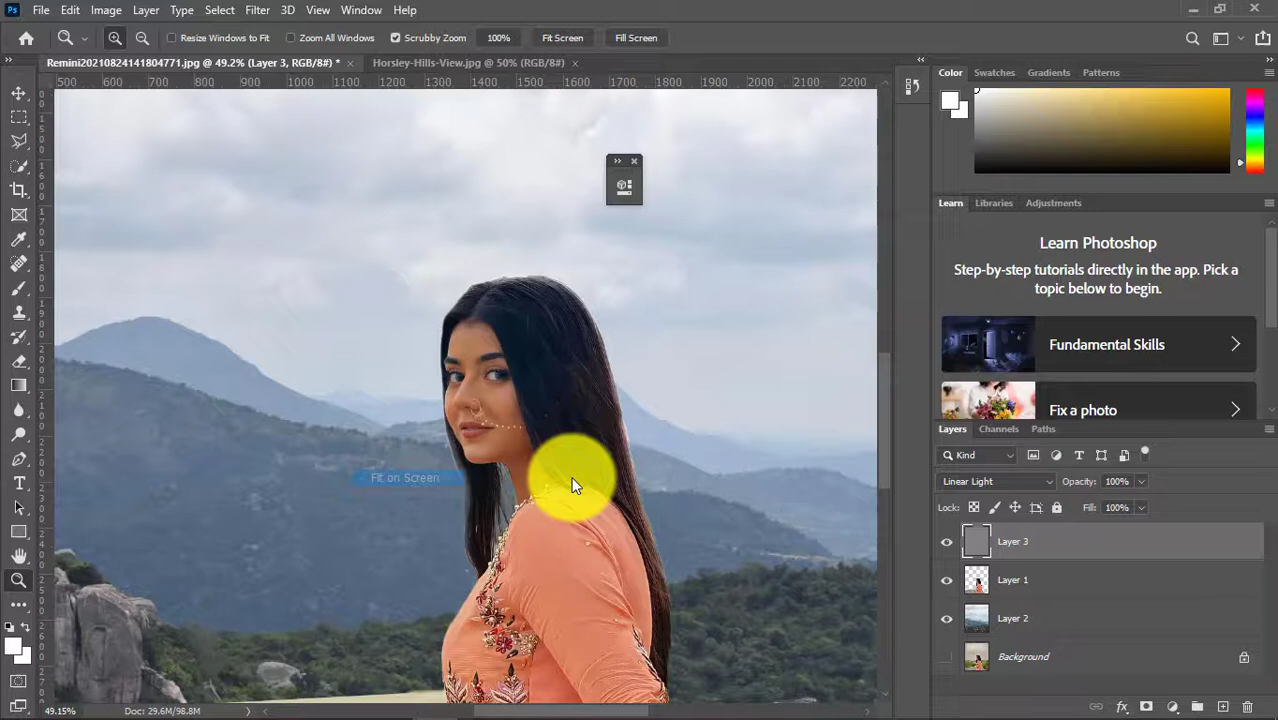 Ps File Edit Image Layer Type Select Filter 3D View Window Help
Resize Windows to Fit Zoom All Windows Scrubby Zoom 100% Fit Screen Fill Screen
Remini20210824141804771.jpg @ 49.2% (Layer 3, RGB/8#) * × Horsley-Hills-View.jpg @ 50% (RGB/8#) ×
500 600 700 800 900 1000 1100 1200 1300 1400 1500 1600 1700 1800 1900 2000 2100 2200
Color Swatches Gradients Patterns
Learn Libraries Adjustments
Learn Photoshop
Step-by-step tutorials directly in the app. Pick a
topic below to begin.
Fundamental Skills
Fix a photo
Layers Channels Paths
Kind
Linear Light Opacity: 100%
Lock: Fill: 100%
Layer 3
Layer 1
Layer 2
Background
Fit on Screen
49.15% Doc: 29.6M/98.8M